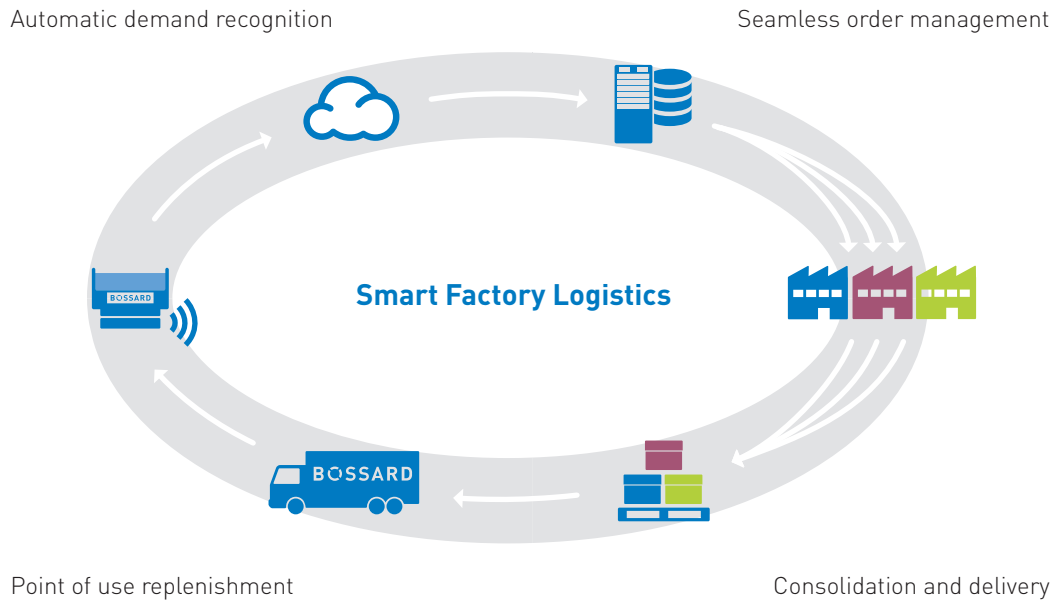 Automatic demand recognition
Seamless order management
BOSSARD
Smart Factory Logistics
BOSSARD
Point of use replenishment
Consolidation and delivery